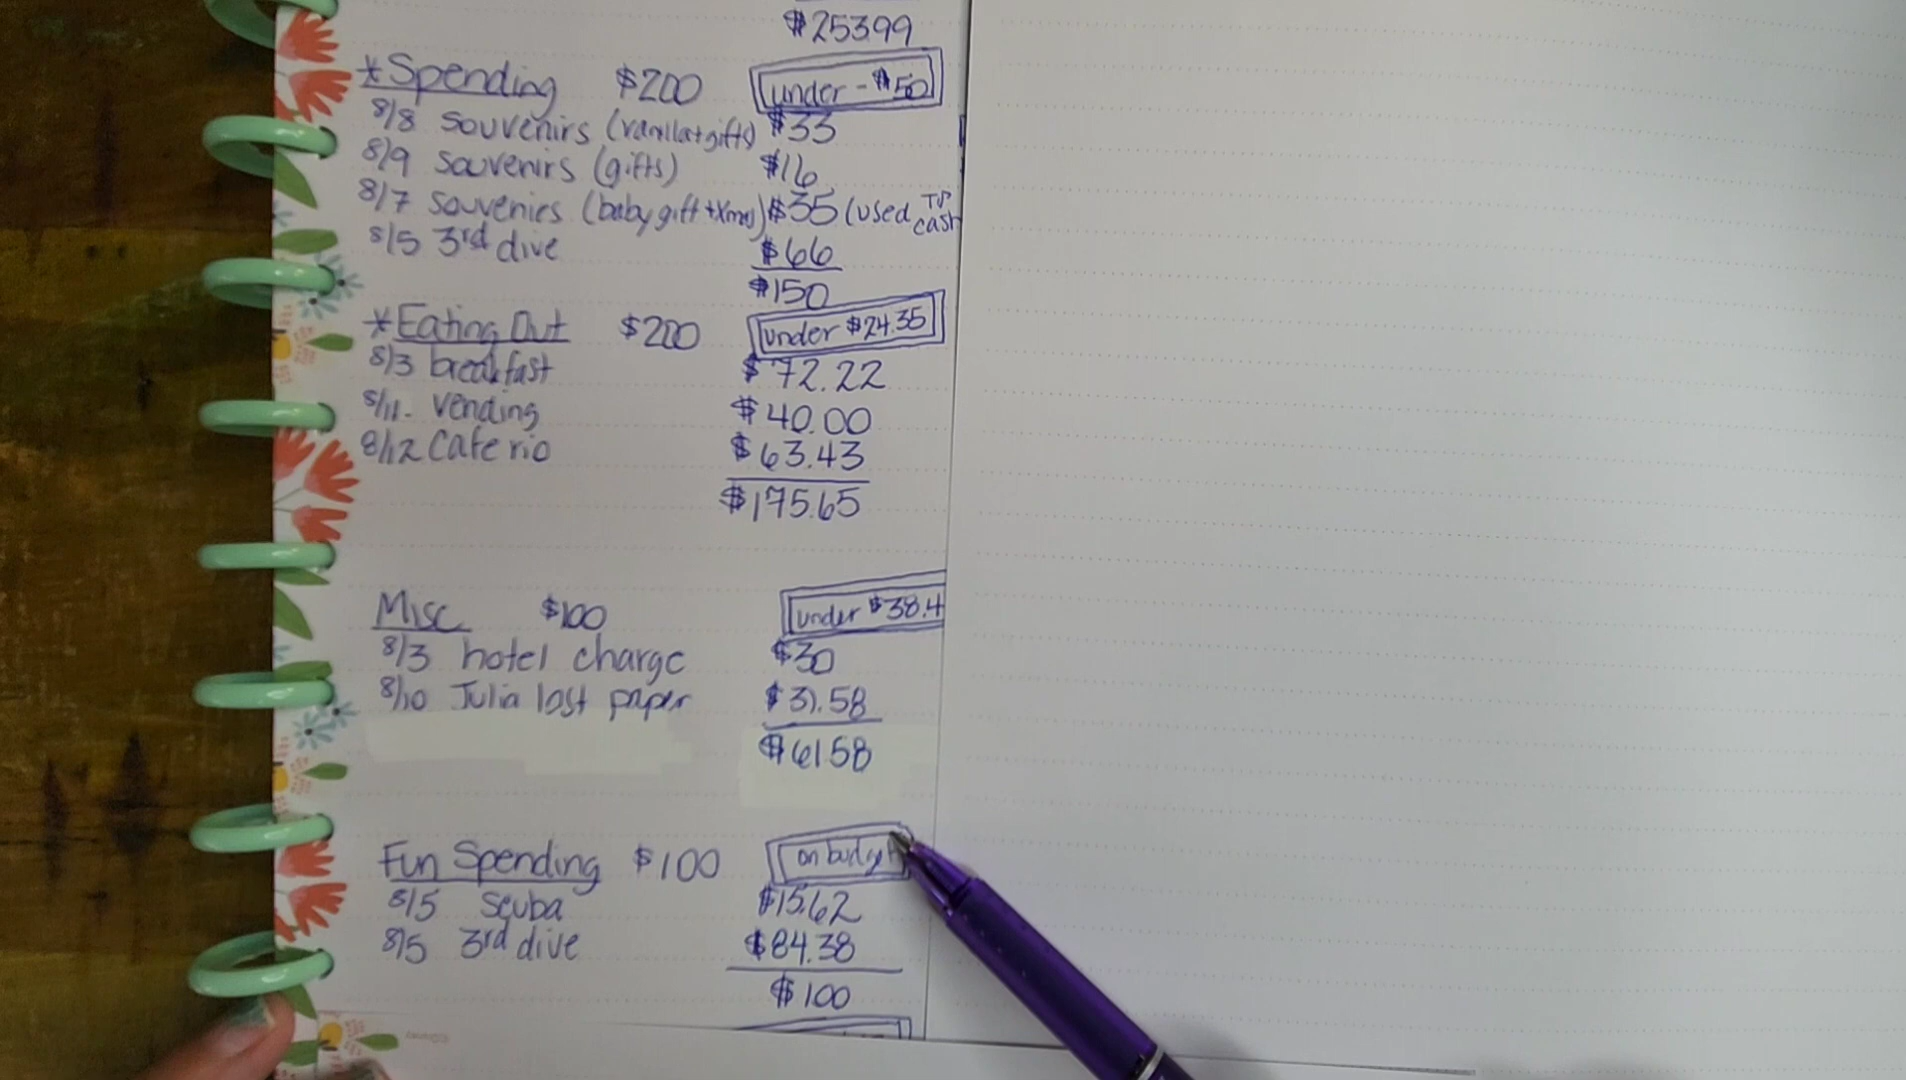 $25399
*Spending $200 under - $50
8/8 souvenirs (vanilla+gifts) $33
8/9 souvenirs (gifts) $16
8/7 souvenies (baby gift +Xmas) $35 (used TP cash
8/5 3rd dive $66
$150
*Eating Out $200 under $24.35
8/3 breakfast $72.22
8/11. vending $40.00
8/12 Cafe rio $63.43
$175.65
Misc $100 under $38.4
8/3 hotel charge $30
8/10 Julia lost paper $31.58
$61.58
Fun Spending $100 on budget
8/5 scuba $15.62
8/5 3rd dive $84.38
$100